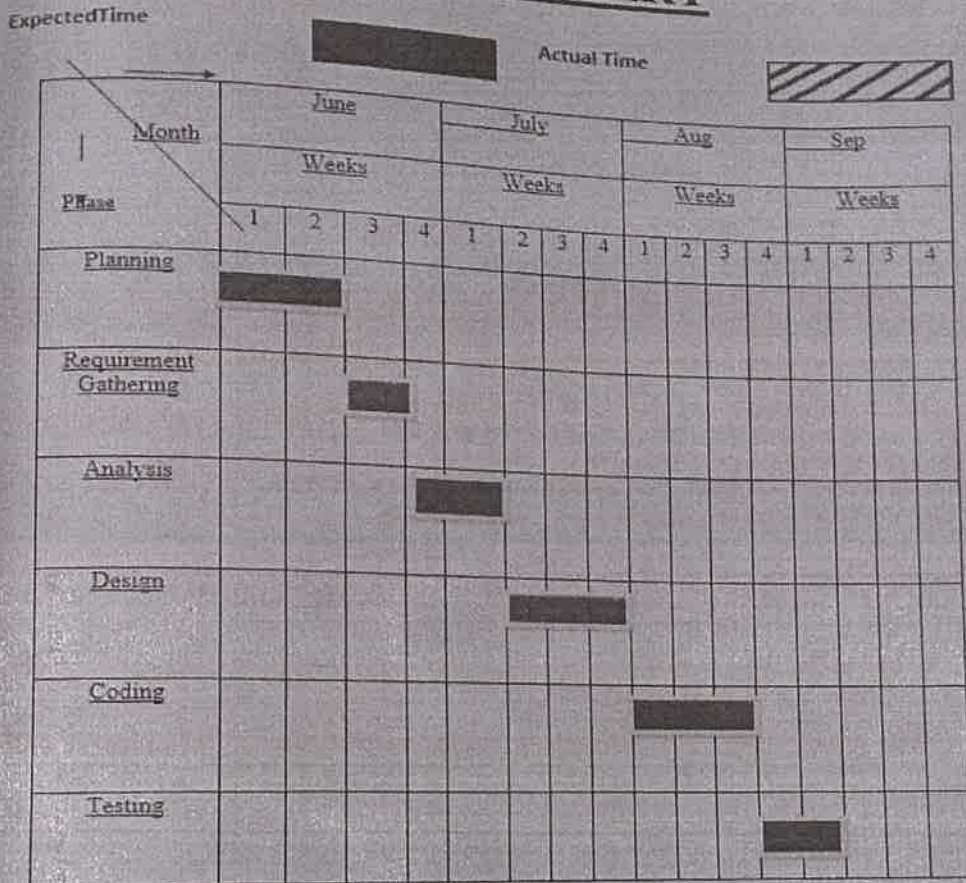 ExpectedTime
Actual Time
Month
June
July
Aug
Sep
Weeks
Weeks
Weeks
Weeks
1 2 3 4 1 2 3 4 1 2 3 4 1 2 3 4
Planning
Requirement
Gathering
Analysis
Design
Coding
Testing